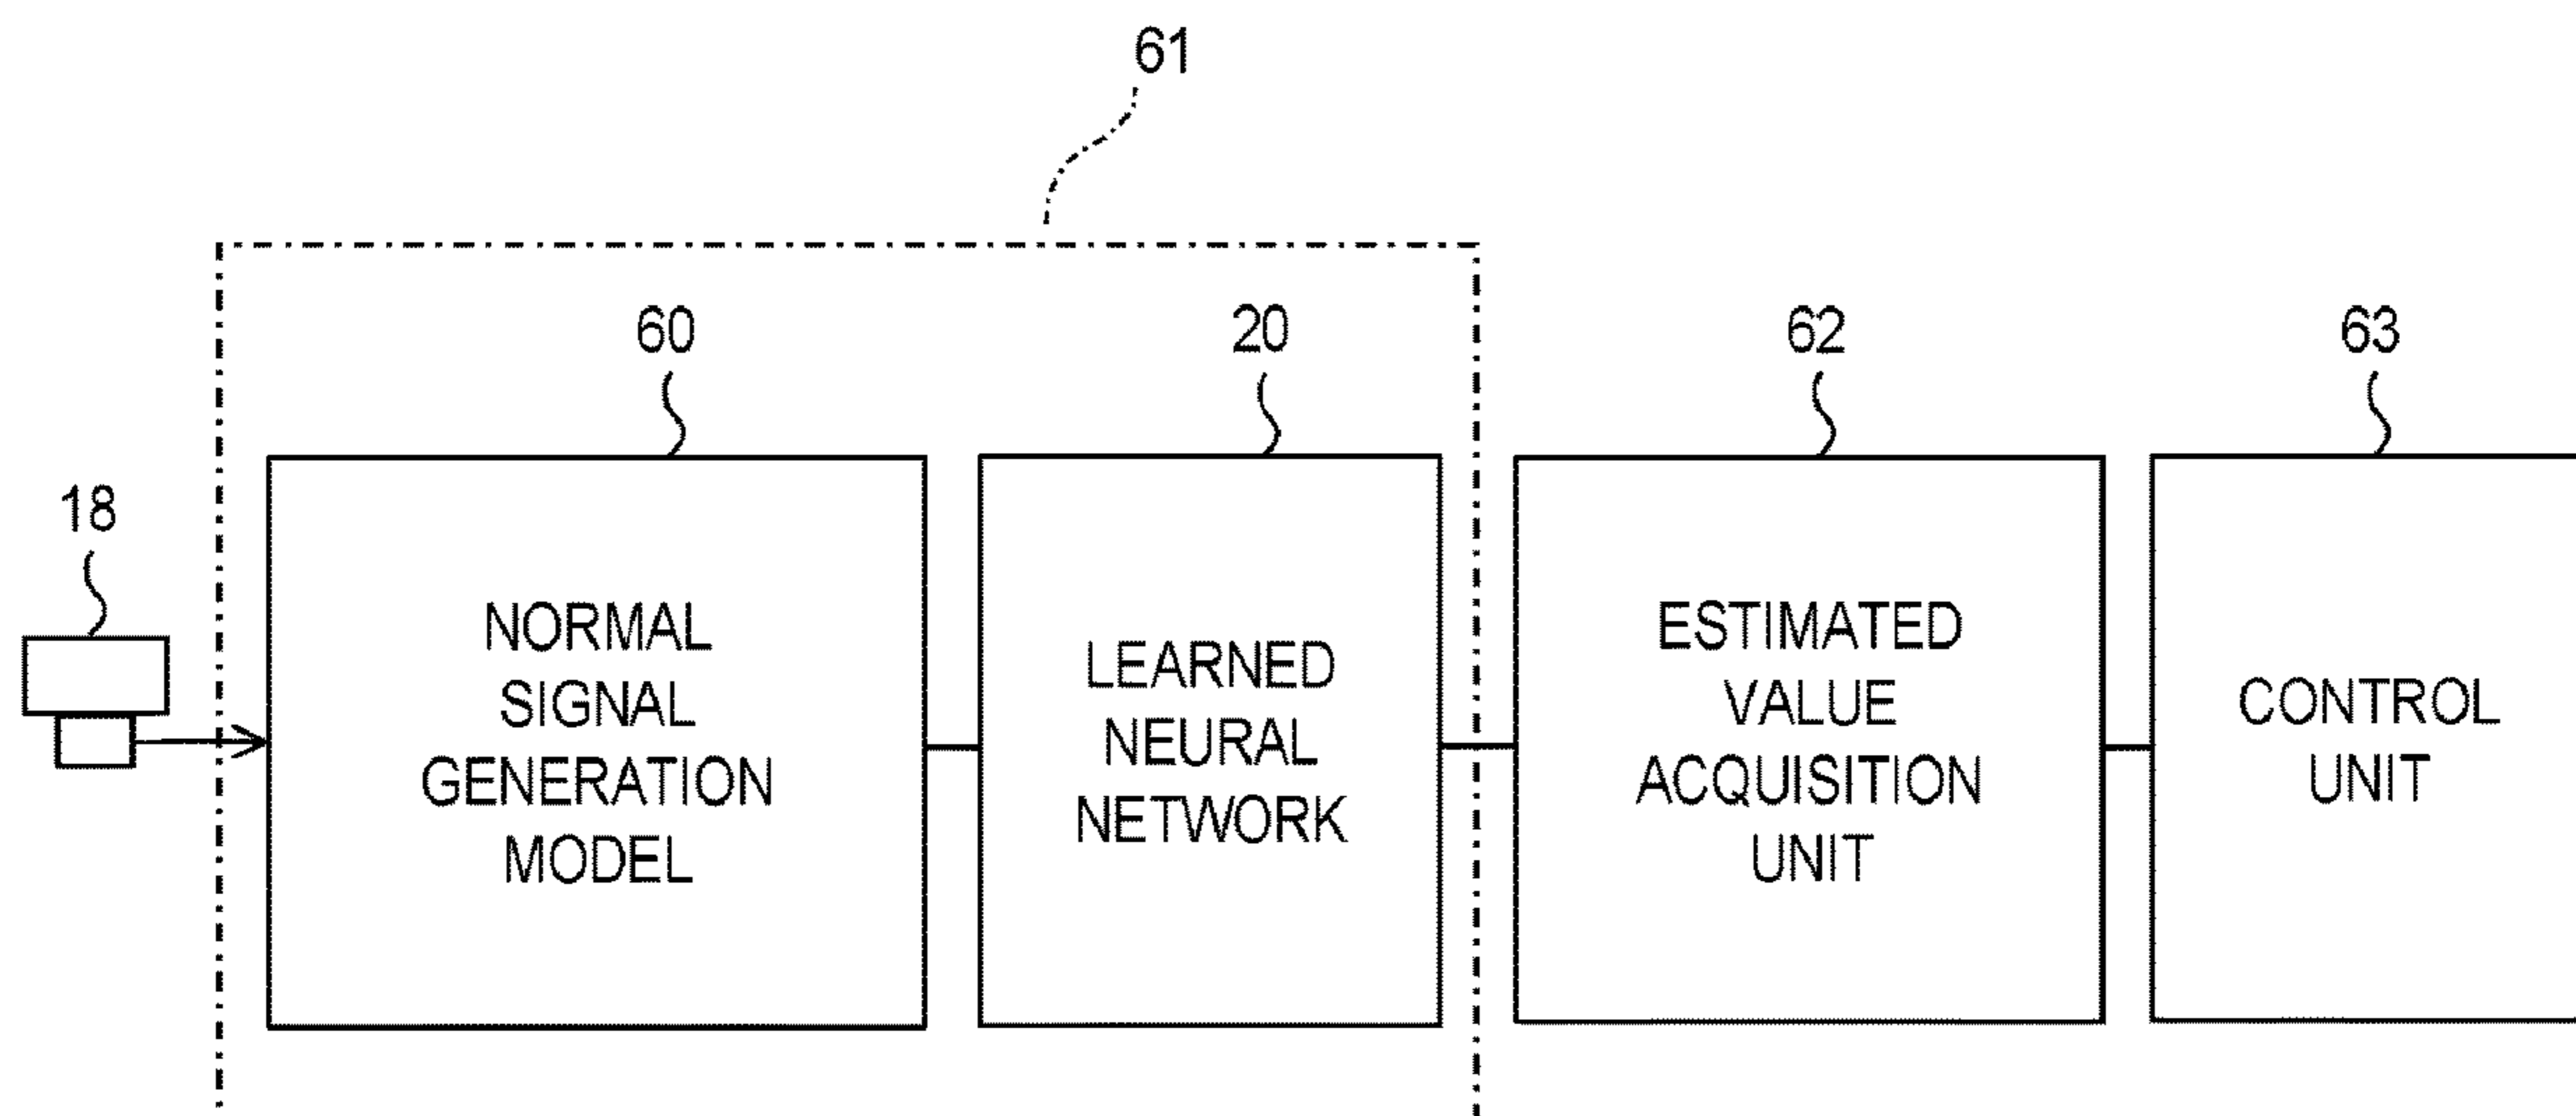 61
60
20
62
63
18
NORMAL
SIGNAL
GENERATION
MODEL
LEARNED
NEURAL
NETWORK
ESTIMATED
VALUE
ACQUISITION
UNIT
CONTROL
UNIT